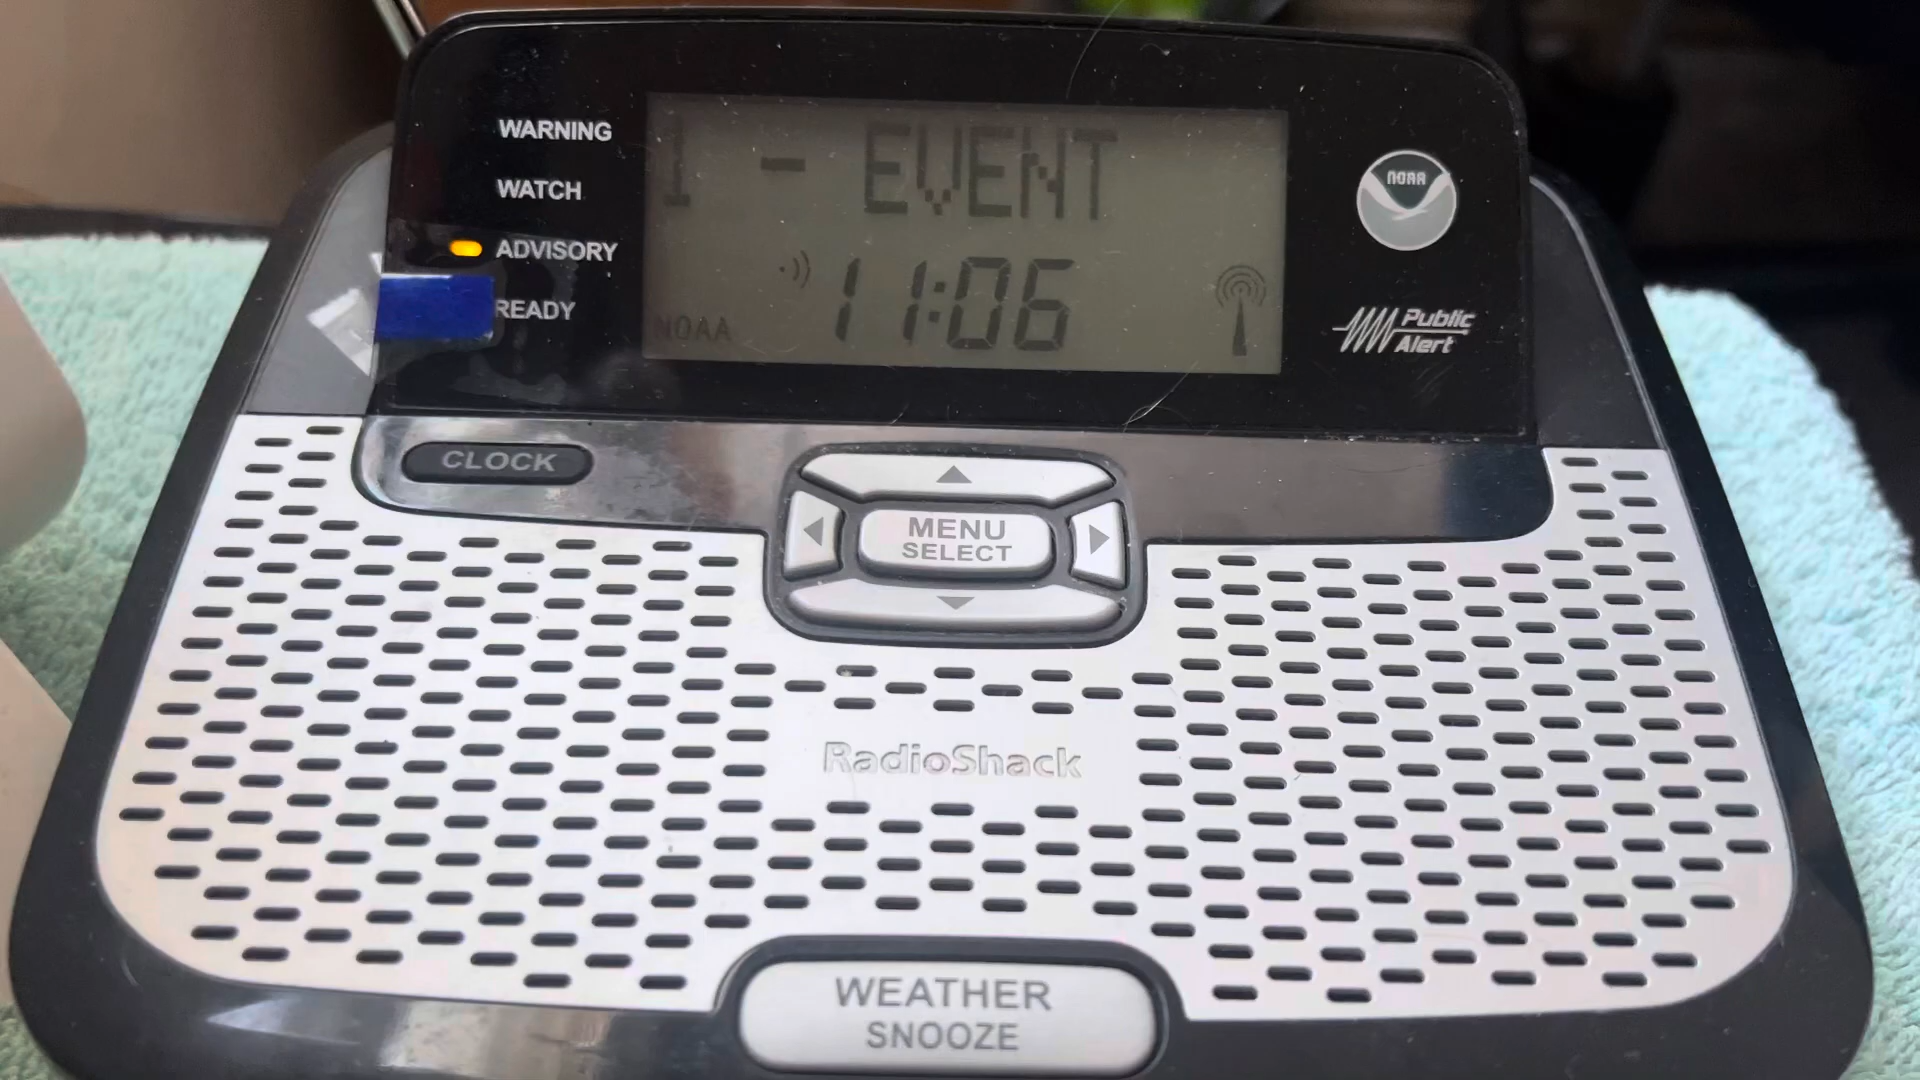 WARNING
WATCH
ADVISORY
READY
1 - EVENT
NOAA 11:06
NOAA
Public
Alert
CLOCK
MENU
SELECT
RadioShack
WEATHER
SNOOZE